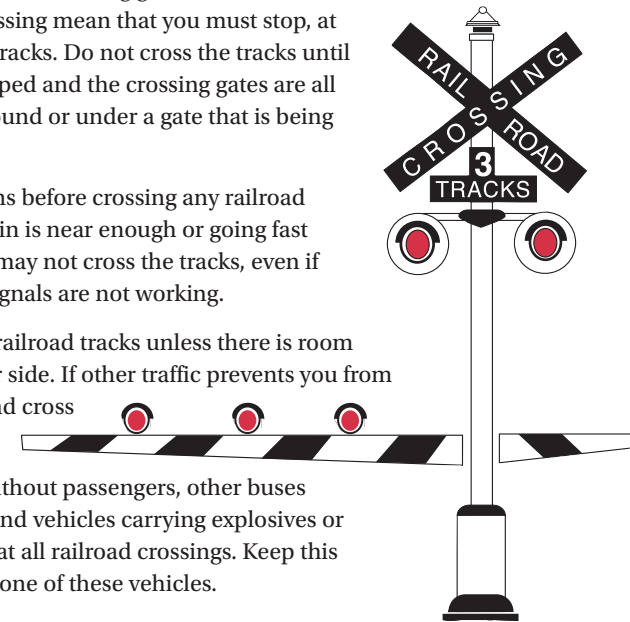 ssing mean that you must stop, at
racks. Do not cross the tracks until
ped and the crossing gates are all
ound or under a gate that is being
ns before crossing any railroad
in is near enough or going fast
may not cross the tracks, even if
gnals are not working.
railroad tracks unless there is room
r side. If other traffic prevents you from
nd cross
ithout passengers, other buses
nd vehicles carrying explosives or
at all railroad crossings. Keep this
one of these vehicles.
RAIL ROAD
CROSSING
3
TRACKS